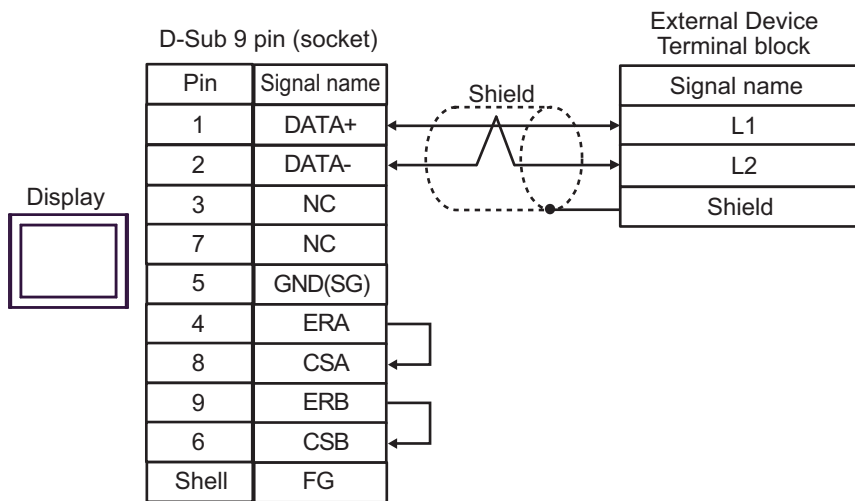 D-Sub 9 pin (socket)
External Device
Terminal block
Pin Signal name
Shield
Signal name
1 DATA+
L1
2 DATA-
L2
Display
3 NC
Shield
7 NC
5 GND(SG)
4 ERA
8 CSA
9 ERB
6 CSB
Shell FG